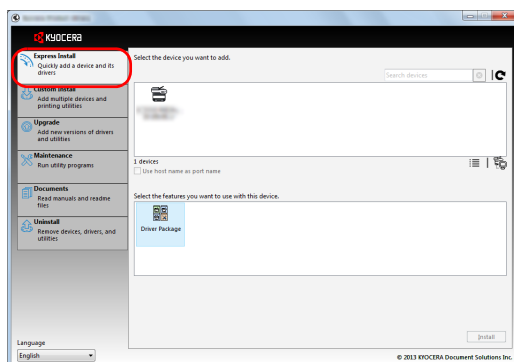 KYOCERA
Express Install
Quickly add a device and its
drivers
Custom Install
Add multiple devices and
printing utilities
Upgrade
Add new versions of drivers
and utilities
Maintenance
Run utility programs
Documents
Read manuals and readme
files
Uninstall
Remove devices, drivers, and
utilities
Language
English
Select the device you want to add.
Search devices
1 devices
Use host name as port name
Select the features you want to use with this device.
Driver Package
Install
© 2013 KYOCERA Document Solutions Inc.